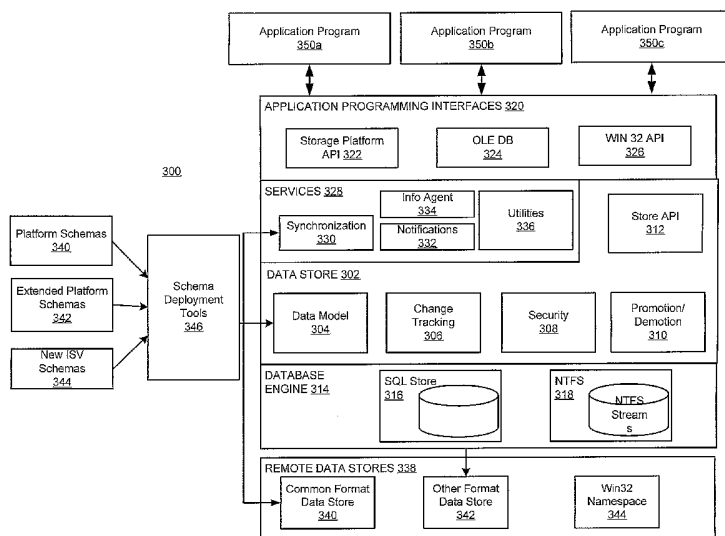 Application Program
350a
Application Program
350b
Application Program
350c
APPLICATION PROGRAMMING INTERFACES 320
Storage Platform
API 322
OLE DB
324
WIN 32 API
326
300
SERVICES 328
Info Agent
334
Synchronization
330
Notifications
332
Utilities
336
Store API
312
Platform Schemas
340
Extended Platform
Schemas
342
New ISV
Schemas 344
Schema
Deployment
Tools
346
DATA STORE 302
Data Model
304
Change
Tracking
306
Security
308
Promotion/
Demotion
310
DATABASE
ENGINE 314
SQL Store
316
NTFS
318
NTFS
Stream
s
REMOTE DATA STORES 338
Common Format
Data Store
340
Other Format
Data Store
342
Win32
Namespace
344